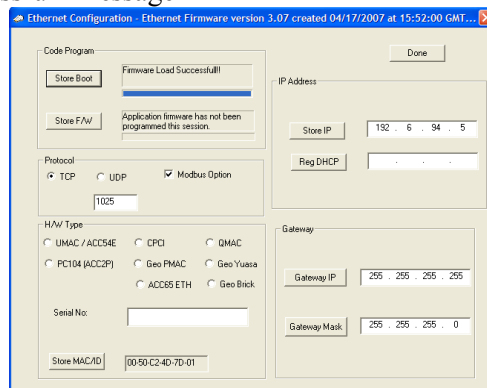 Ethernet Configuration - Ethernet Firmware version 3.07 created 04/17/2007 at 15:52:00 GMT...
Code Program
Store Boot
Firmware Load Successfull!!
Store F/W
Application firmware has not been
programmed this session.
Done
IP Address
Store IP
192 . 6 . 94 . 5
Reg DHCP
. . .
Protocol
TCP
UDP
Modbus Option
1025
H/W Type
UMAC / ACC54E
CPCI
QMAC
PC104 (ACC2P)
Geo PMAC
Geo Yuasa
ACC65 ETH
Geo Brick
Serial No:
Store MAC/ID
00-50-C2-4D-7D-01
Gateway
Gateway IP
255 . 255 . 255 . 255
Gateway Mask
255 . 255 . 255 . 0